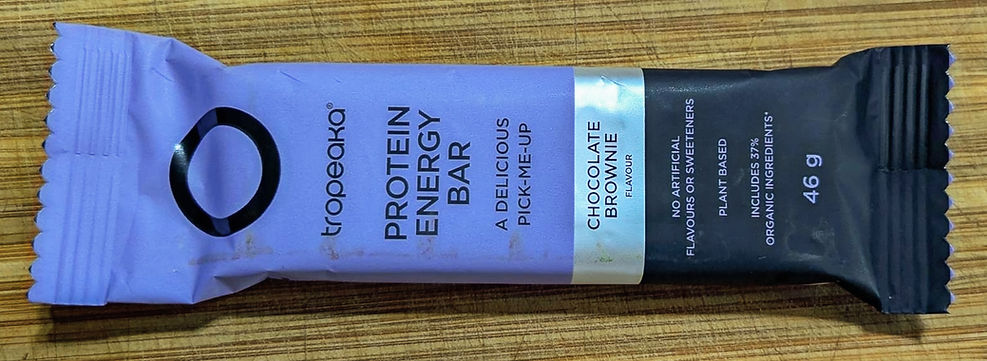 tropeaka®
PROTEIN
ENERGY
BAR
A DELICIOUS
PICK-ME-UP
CHOCOLATE
BROWNIE
FLAVOUR
NO ARTIFICIAL
FLAVOURS OR SWEETENERS
PLANT BASED
INCLUDES 37%
ORGANIC INGREDIENTS*
46 g